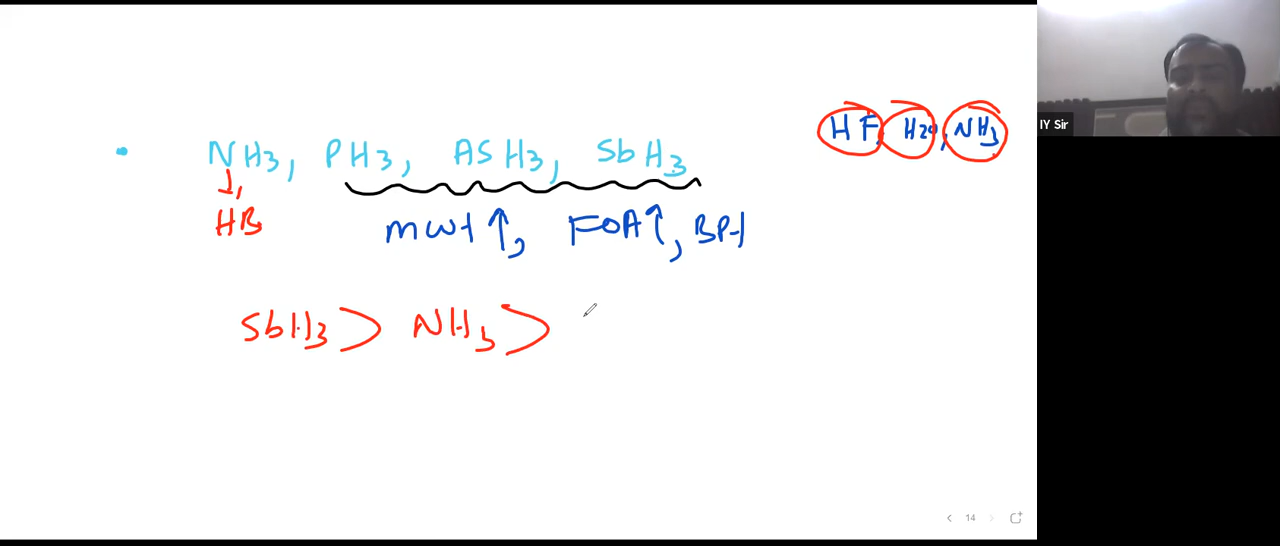 • NH3, PH3, ASH3, SbH3
HF, H2O, NH3
HB
mwt ↑, FOA↑, BP↑
SbH3 > NH3 >
IY Sir
14